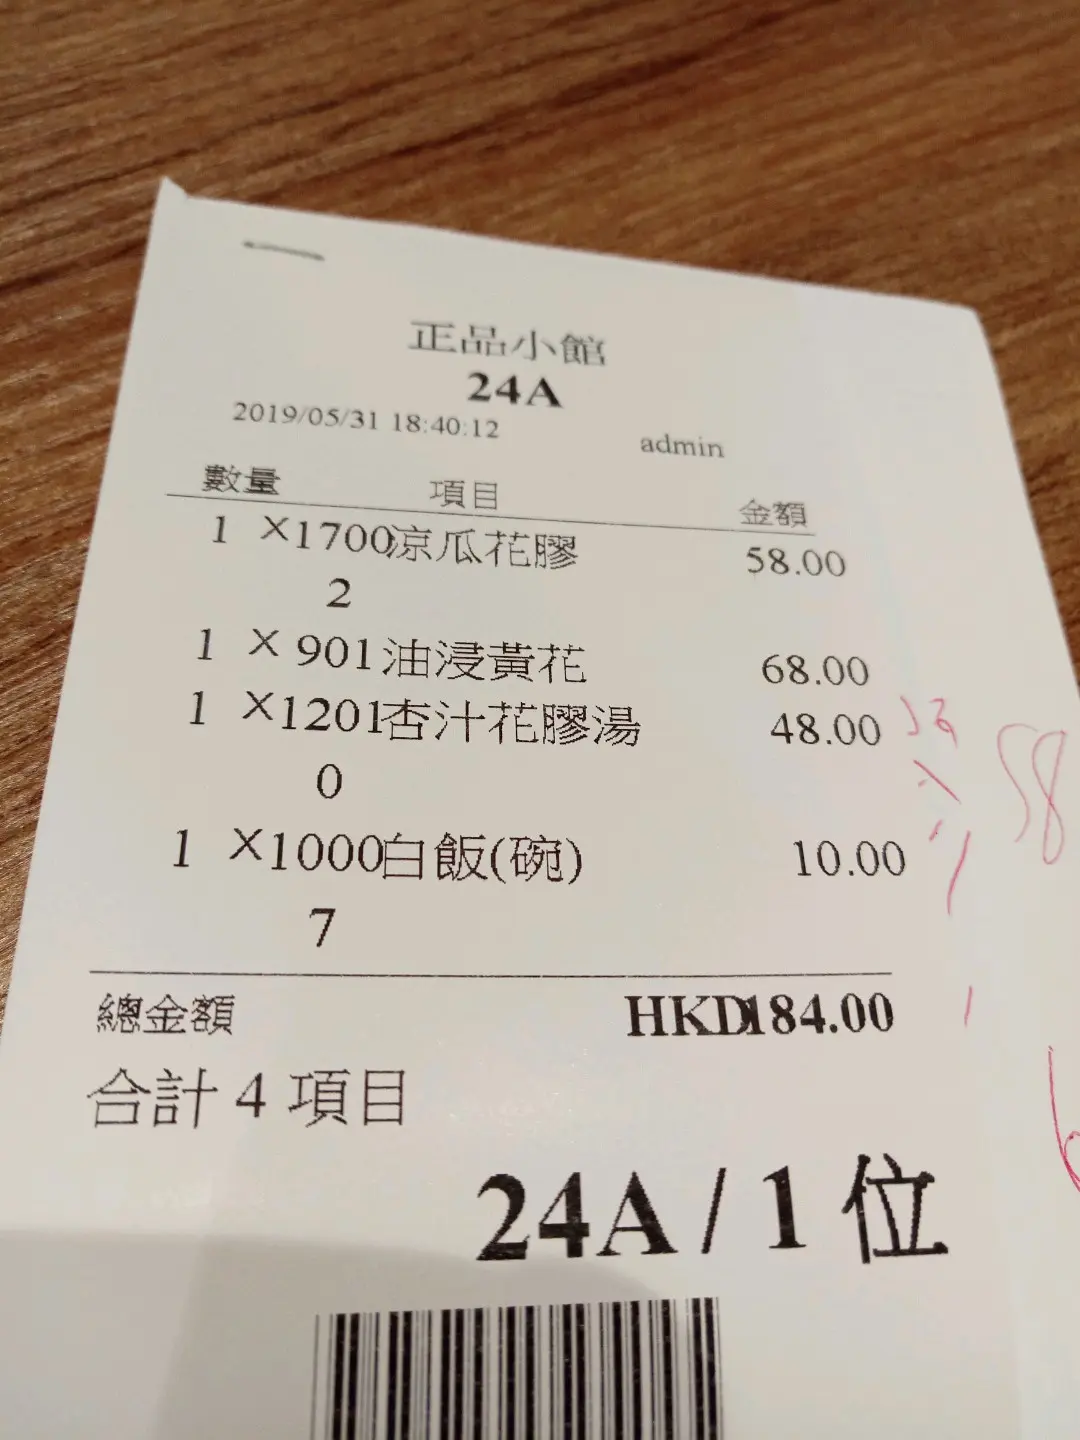 正品小館
24A
2019/05/31 18:40:12 admin
數量 項目 金額
1 ×1700涼瓜花膠 58.00
2
1 × 901油浸黃花 68.00
1 ×1201杏汁花膠湯 48.00
0
58
1 ×1000白飯(碗) 10.00
7
總金額 HKD184.00
合計 4 項目
24A / 1 位